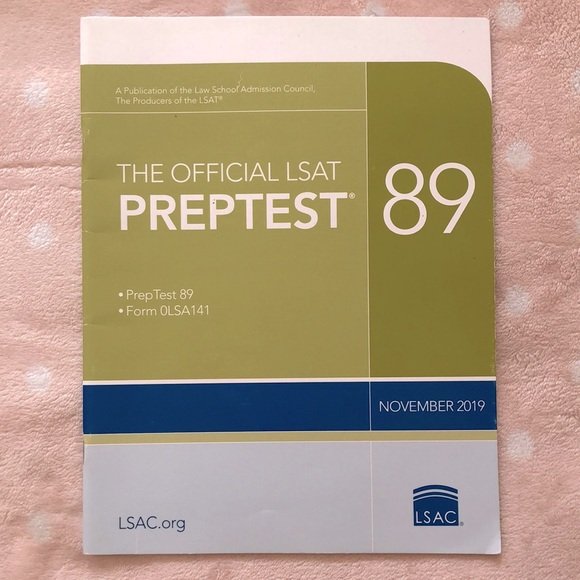 A Publication of the Law School Admission Council,
The Producers of the LSAT®
THE OFFICIAL LSAT
PREPTEST®
89
• PrepTest 89
• Form 0LSA141
NOVEMBER 2019
LSAC.org
LSAC®